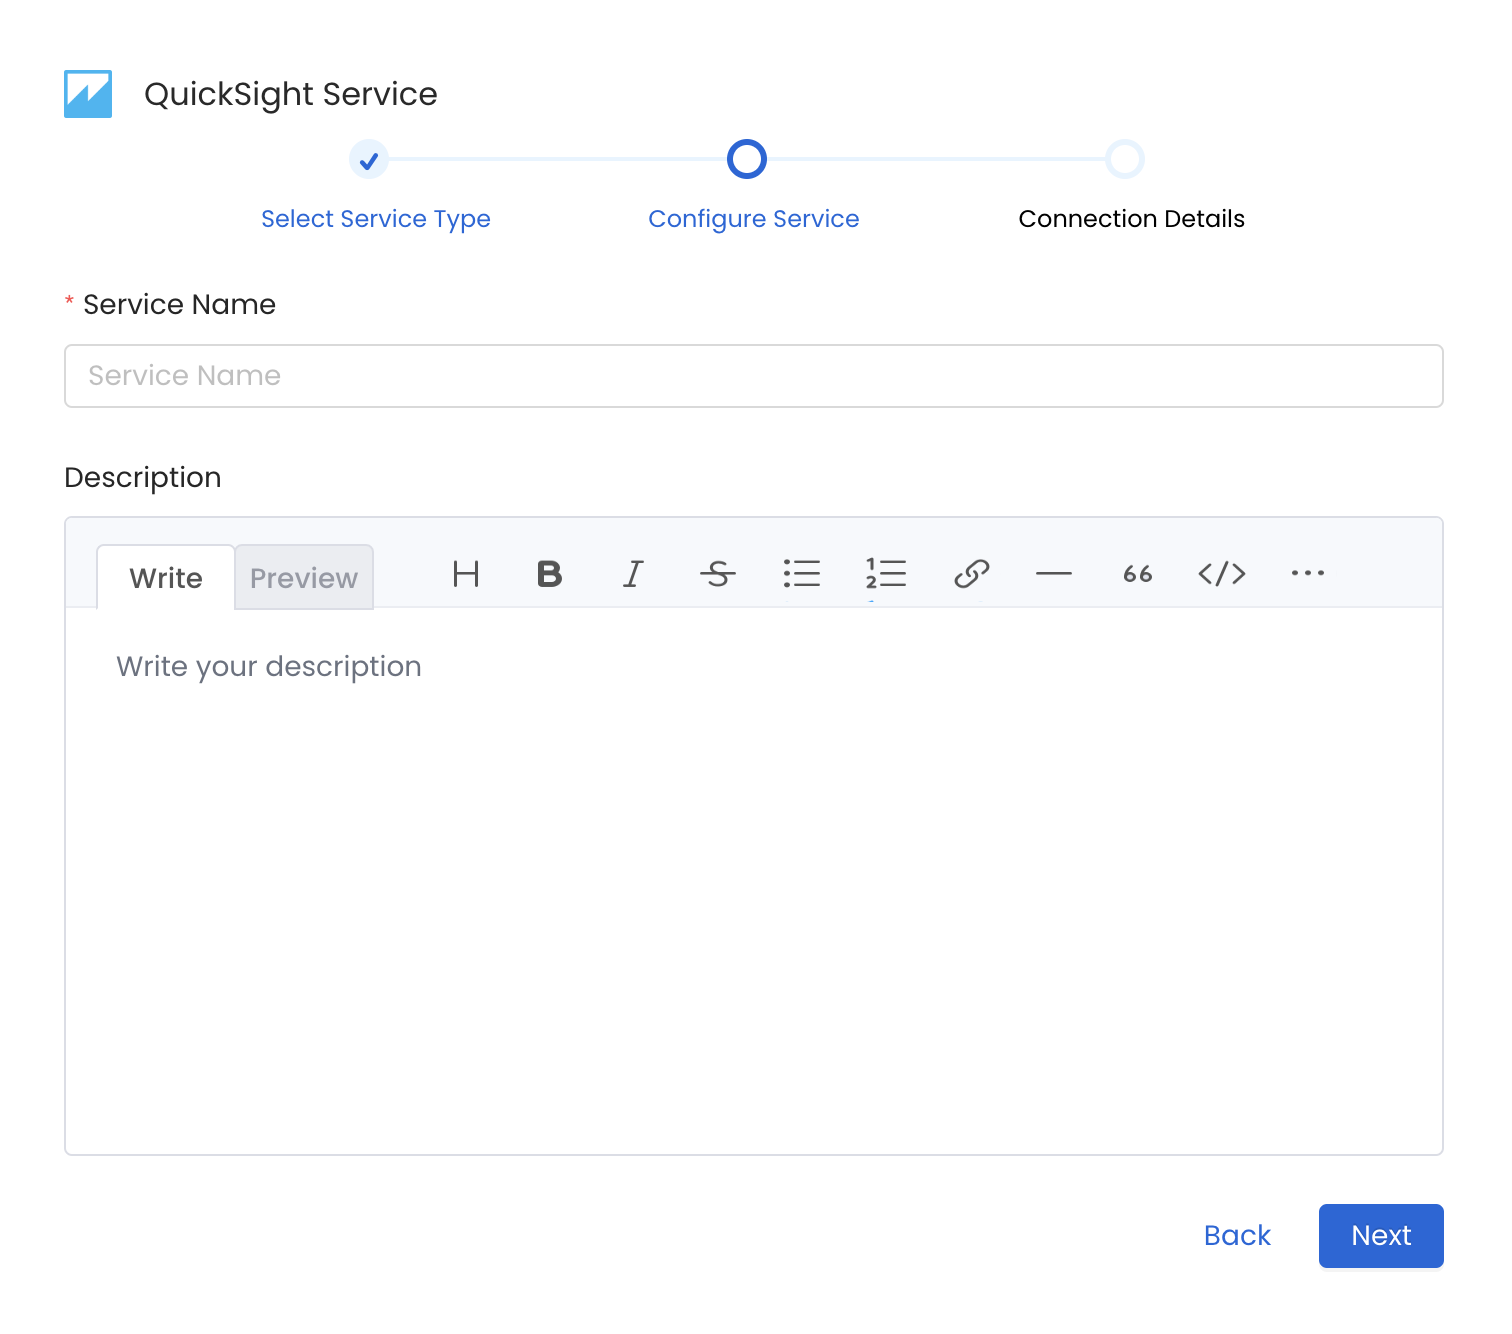 QuickSight Service
Select Service Type
Configure Service
Connection Details
* Service Name
Service Name
Description
Write
Preview
Write your description
Back
Next